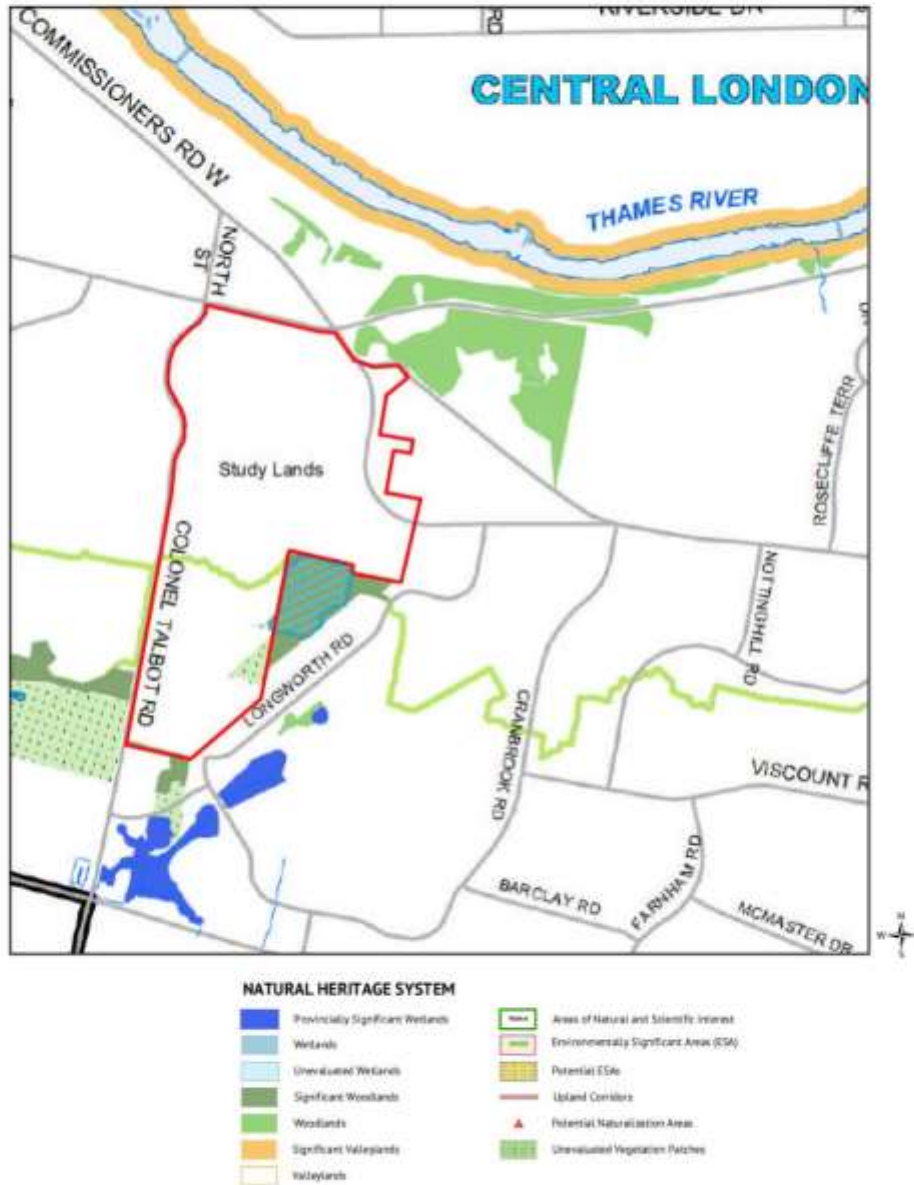 RIVERSIDE DR
RD
COMMISSIONERS RD W
CENTRAL LONDON
THAMES RIVER
NORTH
ST
ROSECLIFFE TERR
Study Lands
COLONEL TALBOT RD
NOTTINGHILL RD
LONGWORTH RD
CRANBROOK RD
VISCOUNT R
BARCLAY RD
FARNHAM RD
MCMASTER DR
N
W
NATURAL HERITAGE SYSTEM
Provincially Significant Wetlands
Wetlands
Unevaluated Wetlands
Significant Woodlands
Woodlands
Significant Valleylands
Valleylands
Areas of Natural and Scientific Interest
Environmentally Significant Areas (ESA)
Potential ESAs
Upland Corridors
Potential Naturalization Areas
Unevaluated Vegetation Patches